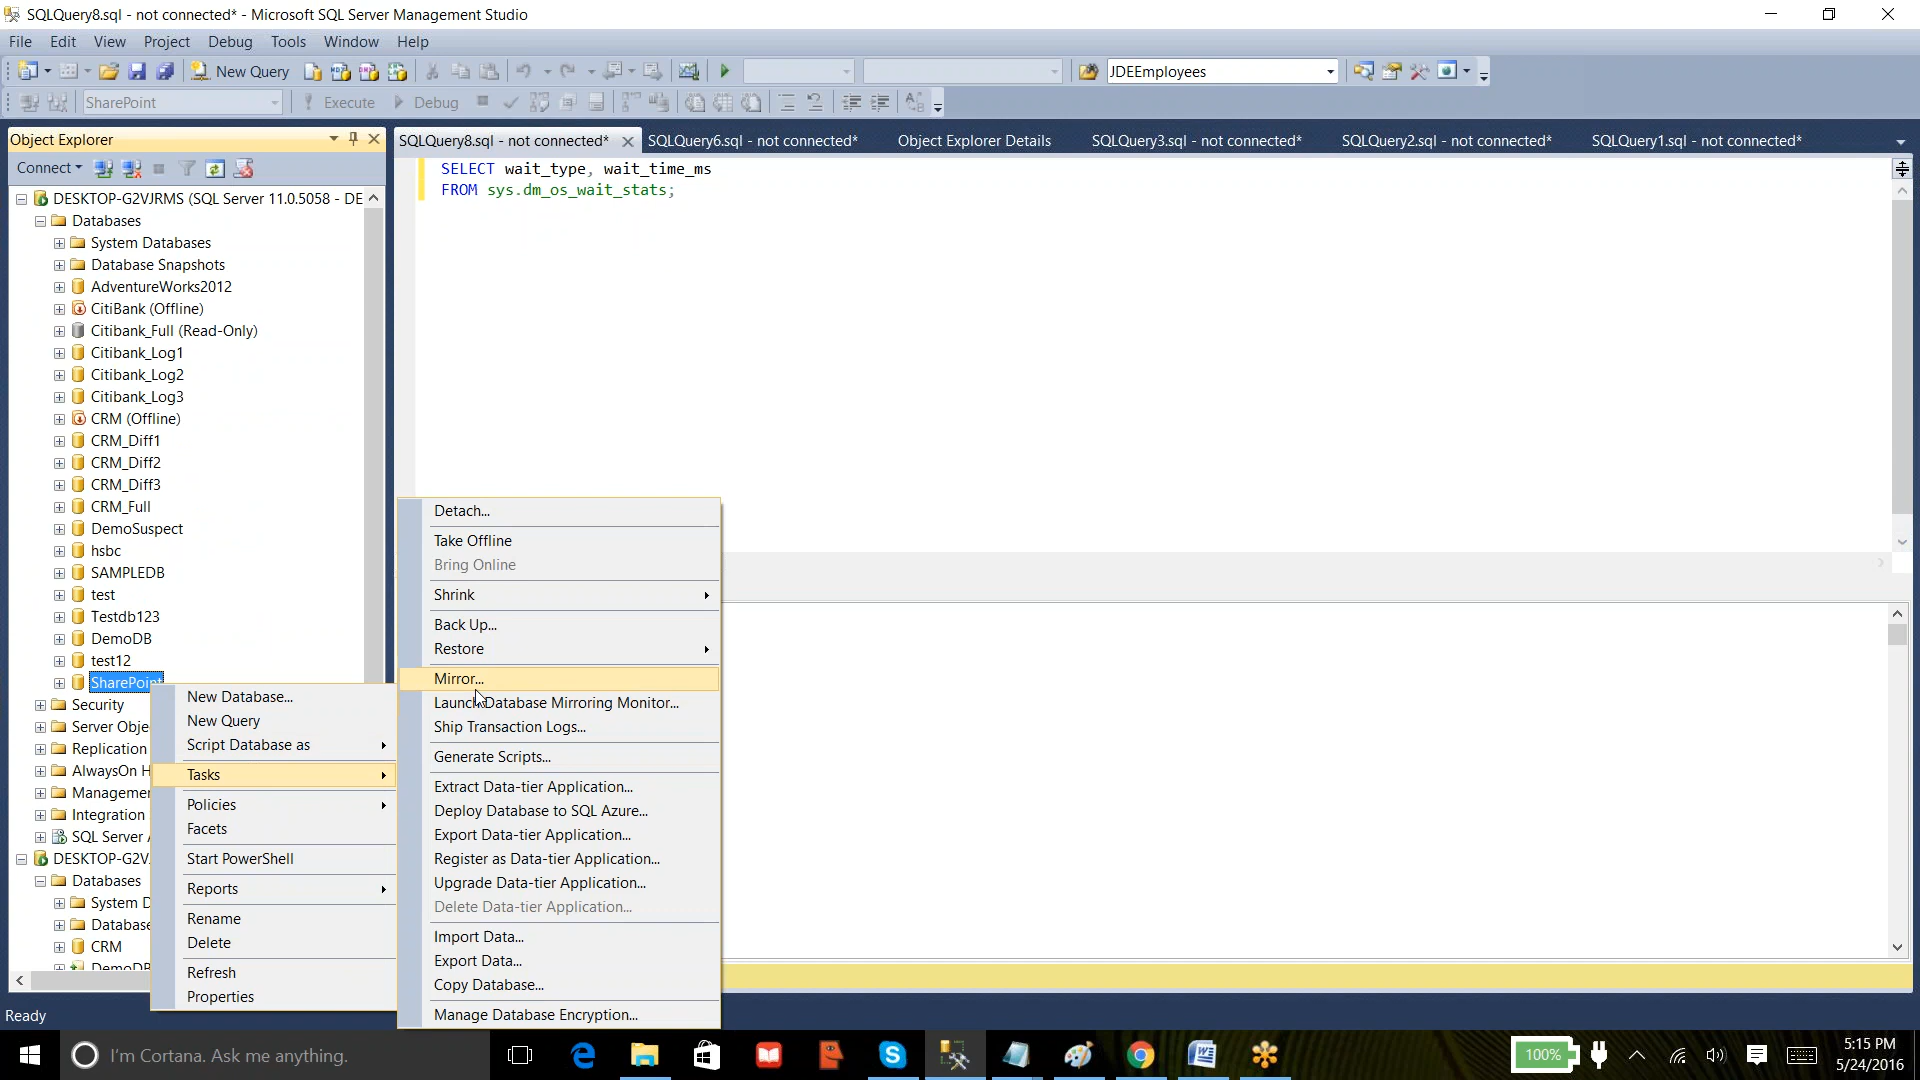 SQLQuery8.sql - not connected* - Microsoft SQL Server Management Studio
File Edit View Project Debug Tools Window Help
New Query JDEEmployees
SharePoint Execute Debug
Object Explorer
Connect
DESKTOP-G2VJRMS (SQL Server 11.0.5058 - DE
Databases
System Databases
Database Snapshots
AdventureWorks2012
CitiBank (Offline)
Citibank_Full (Read-Only)
Citibank_Log1
Citibank_Log2
Citibank_Log3
CRM (Offline)
CRM_Diff1
CRM_Diff2
CRM_Diff3
CRM_Full
DemoSuspect
hsbc
SAMPLEDB
test
Testdb123
DemoDB
test12
SharePoint
Security
Server Obje
Replication
AlwaysOn H
Managemen
Integration
SQL Server A
DESKTOP-G2VJ
Databases
System D
Database
CRM
DemoDB
SQLQuery8.sql - not connected* SQLQuery6.sql - not connected* Object Explorer Details SQLQuery3.sql - not connected* SQLQuery2.sql - not connected* SQLQuery1.sql - not connected*
SELECT wait_type, wait_time_ms
FROM sys.dm_os_wait_stats;
New Database...
New Query
Script Database as
Tasks
Policies
Facets
Start PowerShell
Reports
Rename
Delete
Refresh
Properties
Detach...
Take Offline
Bring Online
Shrink
Back Up...
Restore
Mirror...
Launch Database Mirroring Monitor...
Ship Transaction Logs...
Generate Scripts...
Extract Data-tier Application...
Deploy Database to SQL Azure...
Export Data-tier Application...
Register as Data-tier Application...
Upgrade Data-tier Application...
Delete Data-tier Application...
Import Data...
Export Data...
Copy Database...
Manage Database Encryption...
Ready
I'm Cortana. Ask me anything.
100%
5:15 PM
5/24/2016